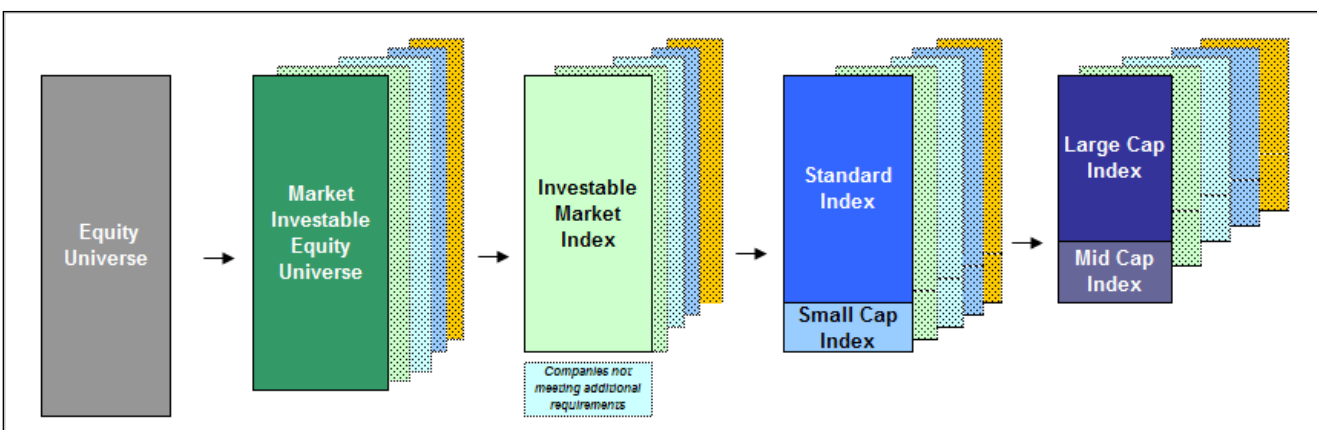 Equity
Universe
Market
Investable
Equity
Universe
Investable
Market
Index
Companies not
meeting additional
requirements
Standard
Index
Small Cap
Index
Large Cap
Index
Mid Cap
Index